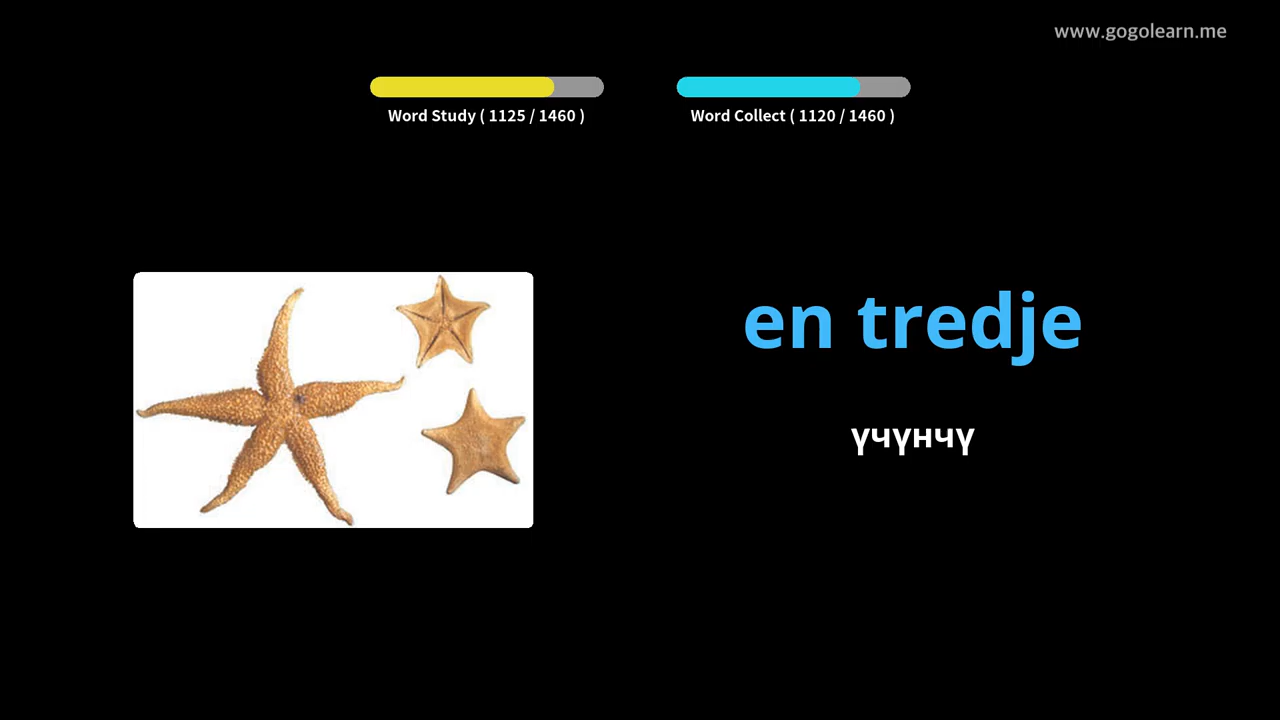 www.gogolearn.me
Word Study ( 1125 / 1460 )
Word Collect ( 1120 / 1460 )
en tredje
үчүнчү